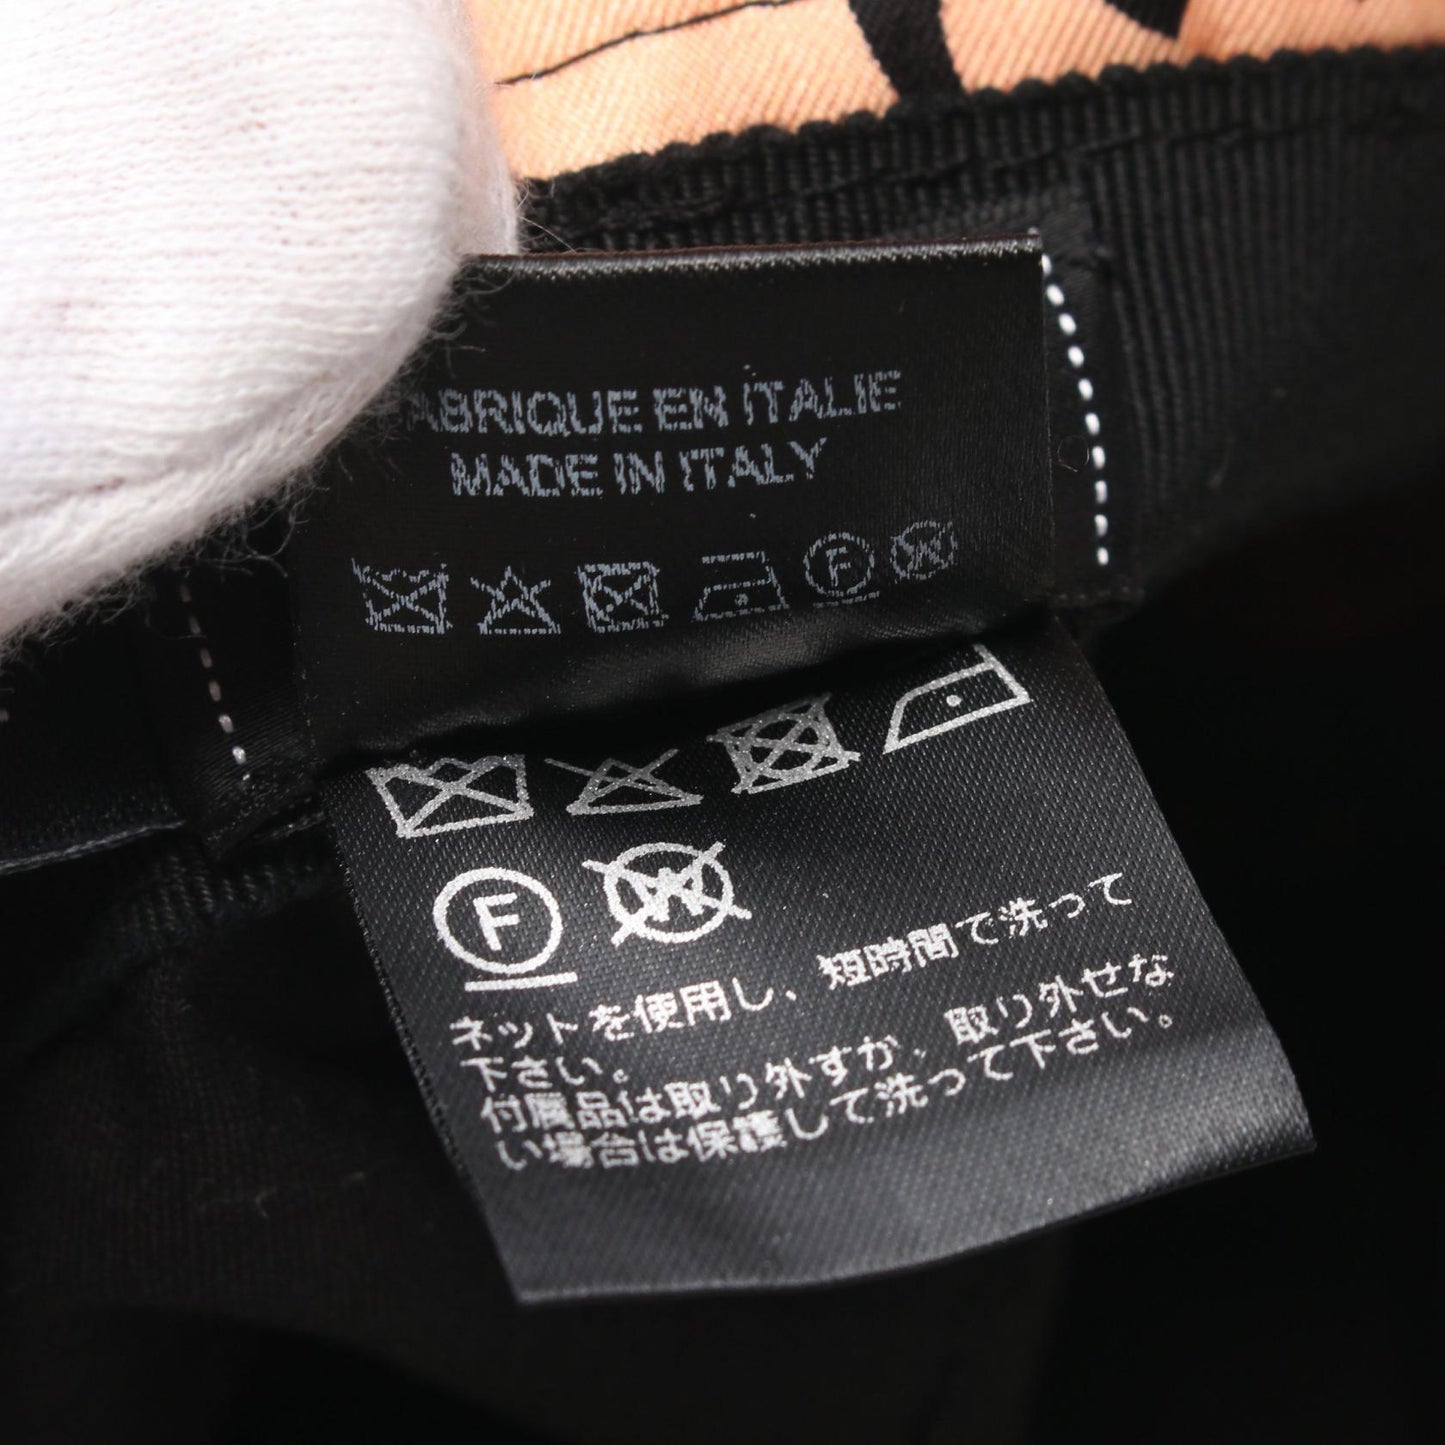 FABRIQUE EN ITALIE
MADE IN ITALY
F W
F W
ネットを使用し、短時間で洗って
下さい。
付属品は取り外すか、取り外せな
い場合は保護して洗って下さい。